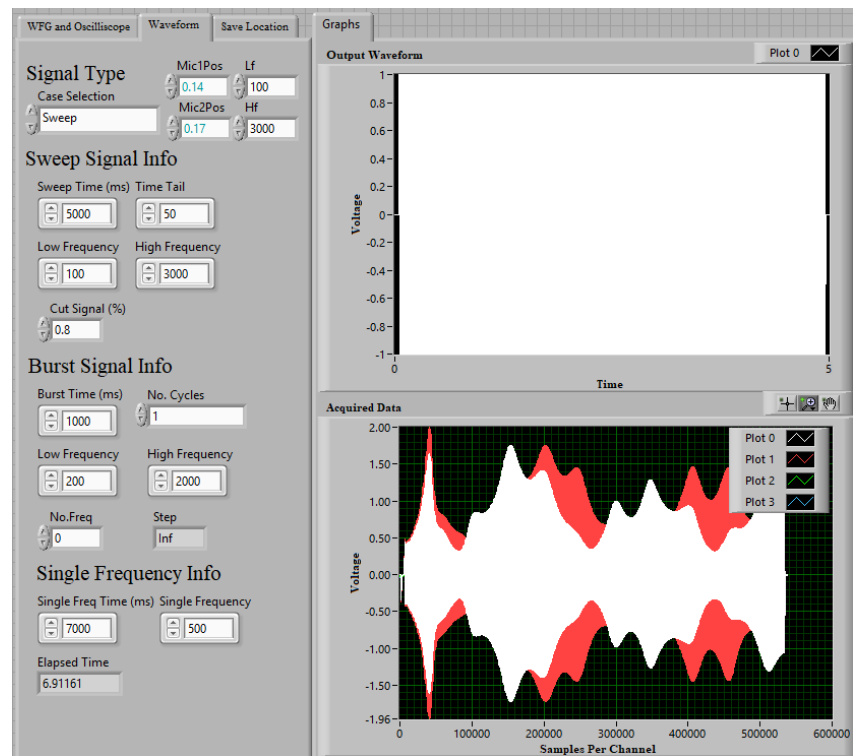 WFG and Oscilliscope
Waveform
Save Location
Signal Type
Mic1Pos Lf
0.14 100
Case Selection
Sweep
Mic2Pos Hf
0.17 3000
Sweep Signal Info
Sweep Time (ms) Time Tail
5000 50
Low Frequency High Frequency
100 3000
Cut Signal (%)
0.8
Burst Signal Info
Burst Time (ms) No. Cycles
1000 1
Low Frequency High Frequency
200 2000
No.Freq Step
0 Inf
Single Frequency Info
Single Freq Time (ms) Single Frequency
7000 500
Elapsed Time
6.91161
Graphs
Output Waveform
Plot 0
Voltage
1
0.8
0.6
0.4
0.2
0
-0.2
-0.4
-0.6
-0.8
-1
0 5
Time
Acquired Data
Plot 0
Plot 1
Plot 2
Plot 3
Voltage
2.00
1.50
1.00
0.50
0.00
-0.50
-1.00
-1.50
-1.96
0 100000 200000 300000 400000 500000 600000
Samples Per Channel